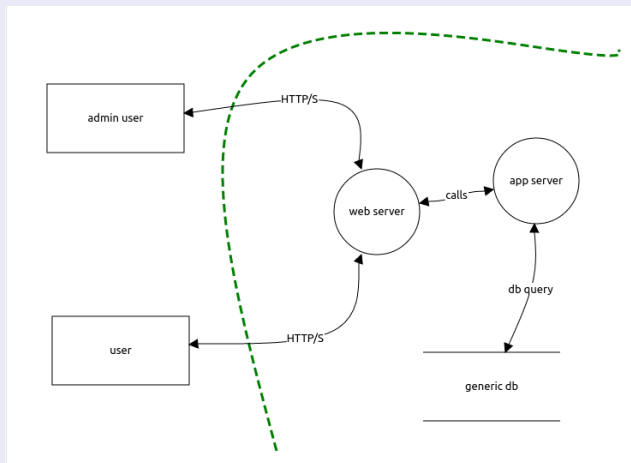 HTTP/S
admin user
app server
calls
web server
db query
HTTP/S
user
generic db